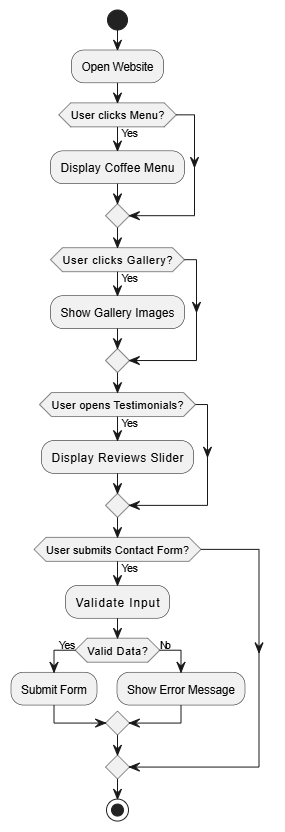 Open Website
User clicks Menu?
Yes
Display Coffee Menu
User clicks Gallery?
Yes
Show Gallery Images
User opens Testimonials?
Yes
Display Reviews Slider
User submits Contact Form?
Yes
Validate Input
Yes
Valid Data?
No
Submit Form
Show Error Message